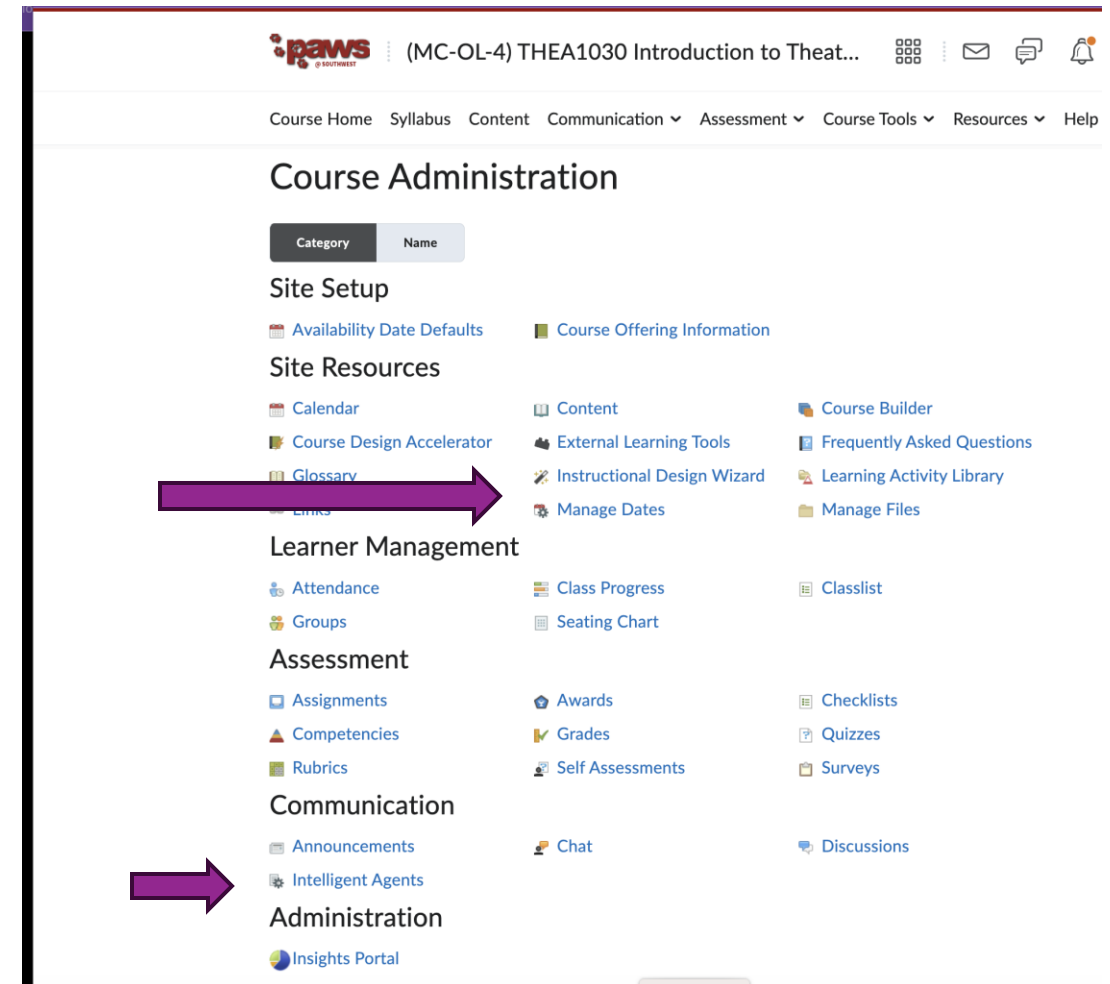 paws
@ SOUTHWEST
(MC-OL-4) THEA1030 Introduction to Theat...
Course Home Syllabus Content Communication Assessment Course Tools Resources Help
Course Administration
Category Name
Site Setup
Availability Date Defaults Course Offering Information
Site Resources
Calendar Content Course Builder
Course Design Accelerator External Learning Tools Frequently Asked Questions
Glossary Instructional Design Wizard Learning Activity Library
Links Manage Dates Manage Files
Learner Management
Attendance Class Progress Classlist
Groups Seating Chart
Assessment
Assignments Awards Checklists
Competencies Grades Quizzes
Rubrics Self Assessments Surveys
Communication
Announcements Chat Discussions
Intelligent Agents
Administration
Insights Portal